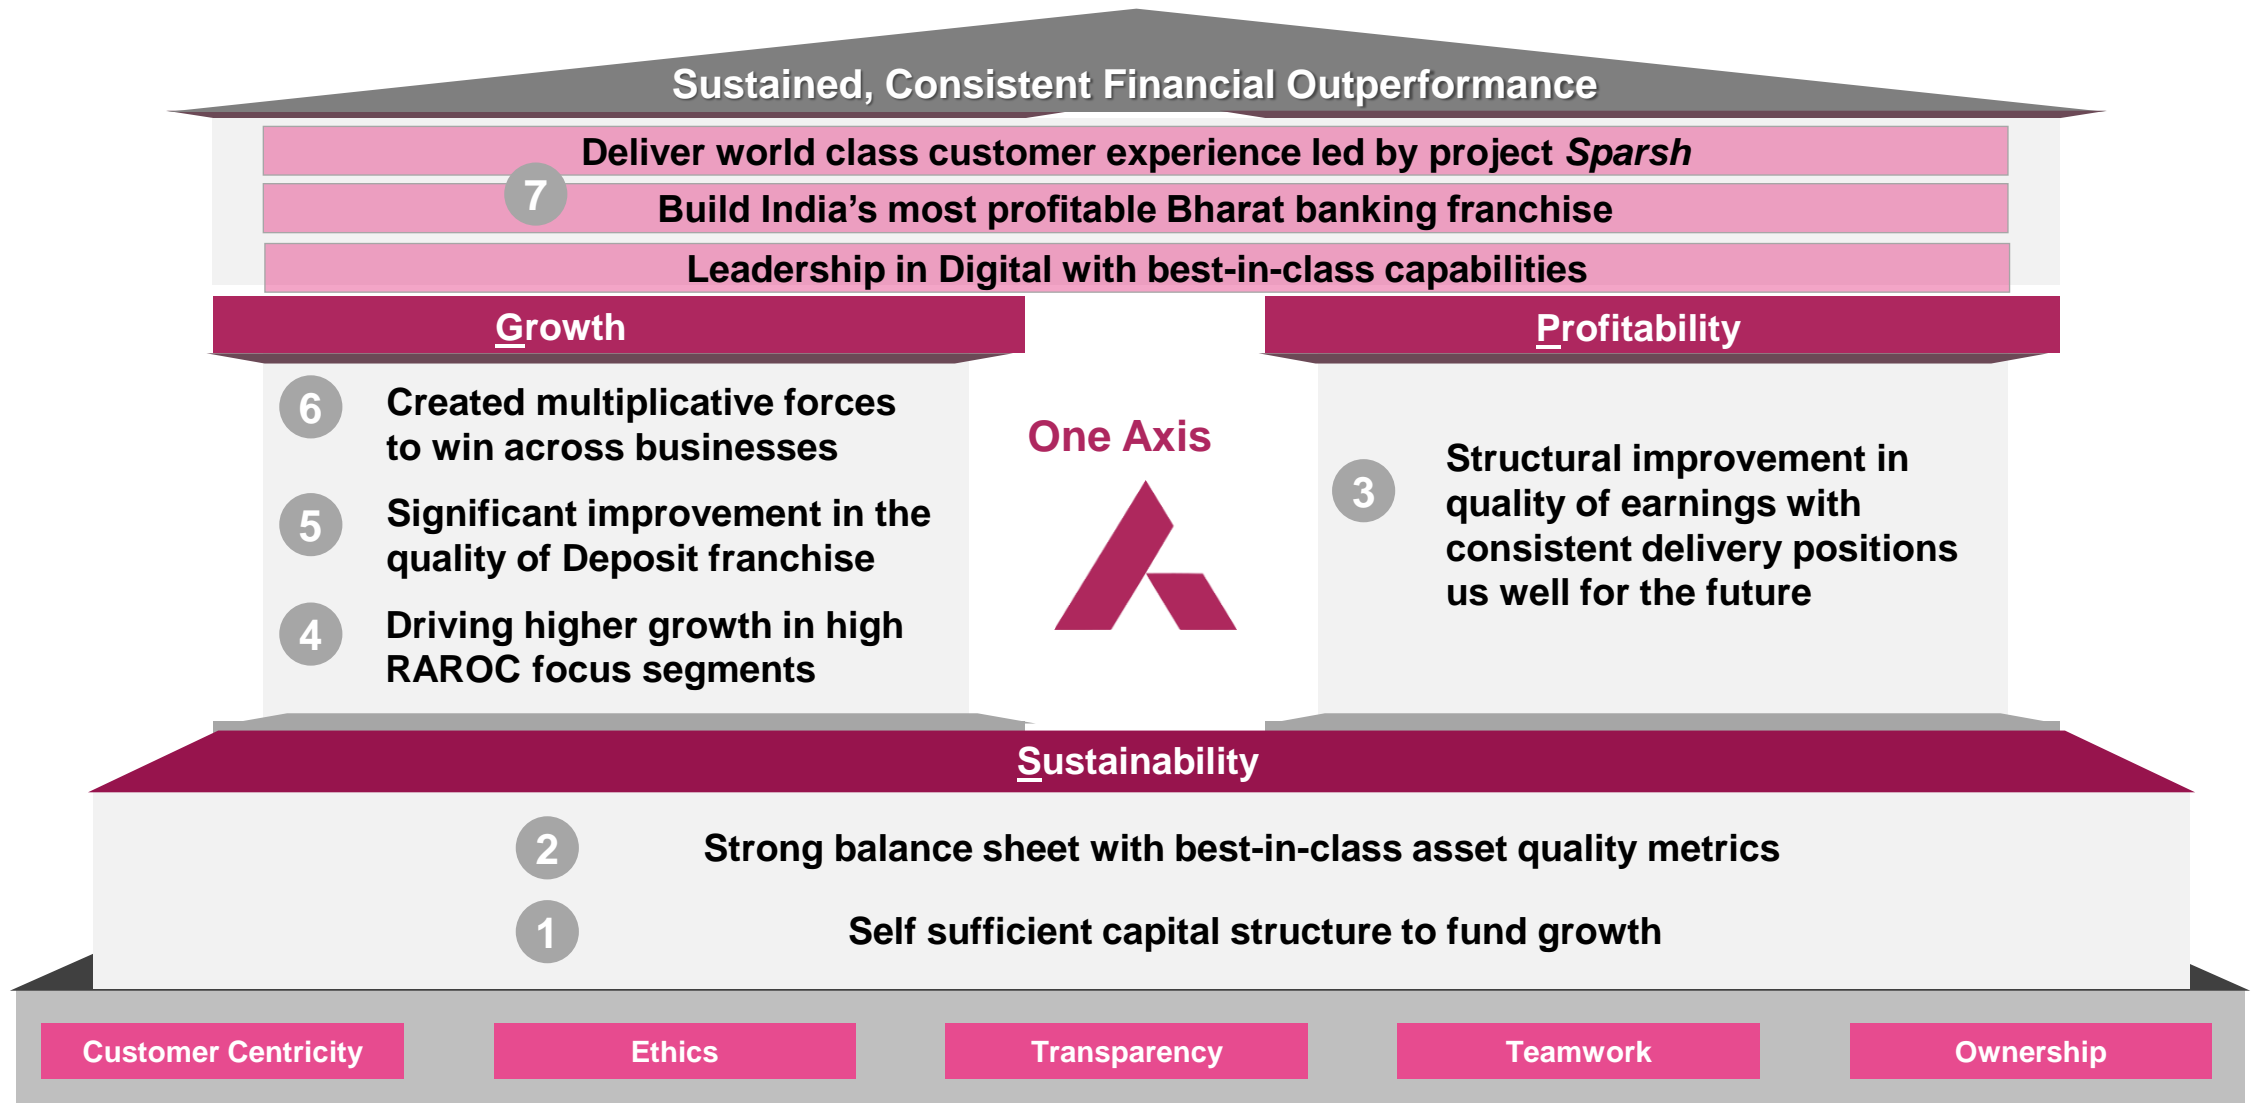 Sustained, Consistent Financial Outperformance
Deliver world class customer experience led by project Sparsh
7
Build India’s most profitable Bharat banking franchise
Leadership in Digital with best-in-class capabilities
Growth
6
Created multiplicative forces
to win across businesses
5
Significant improvement in the
quality of Deposit franchise
4
Driving higher growth in high
RAROC focus segments
One Axis
Profitability
3
Structural improvement in
quality of earnings with
consistent delivery positions
us well for the future
Sustainability
2
Strong balance sheet with best-in-class asset quality metrics
1
Self sufficient capital structure to fund growth
Customer Centricity
Ethics
Transparency
Teamwork
Ownership